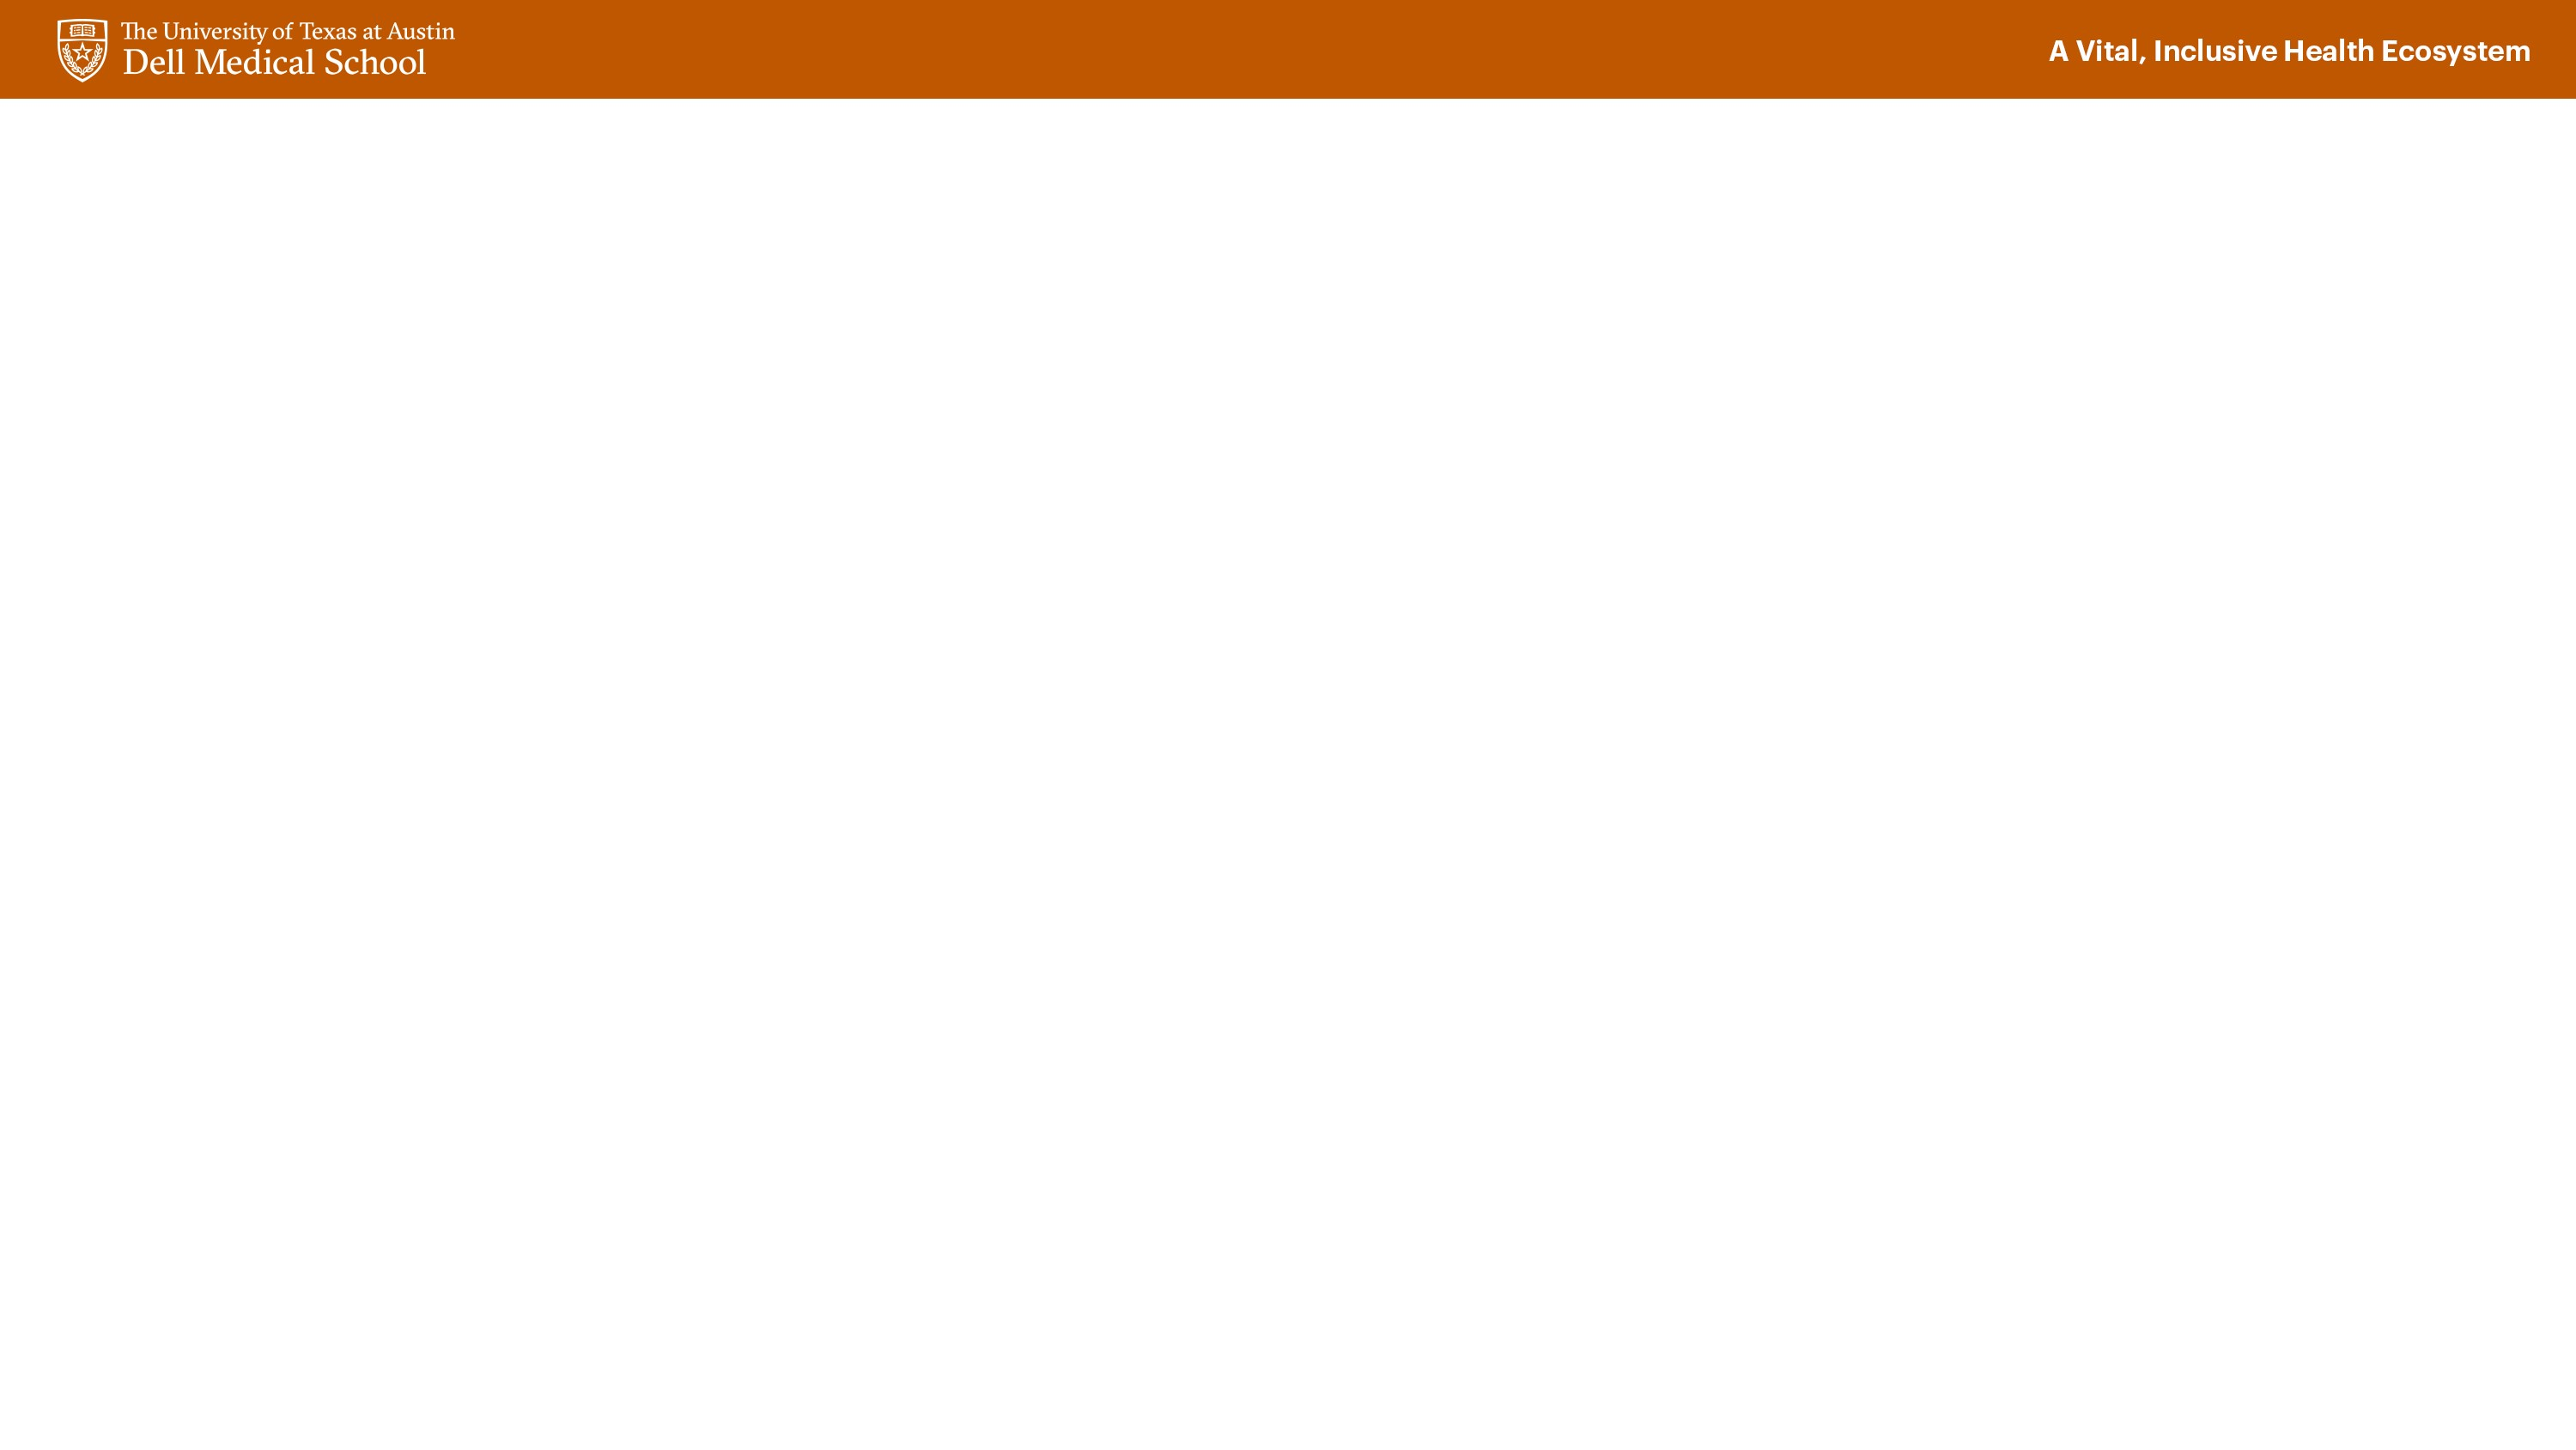 The University of Texas at Austin
Dell Medical School
A Vital, Inclusive Health Ecosystem